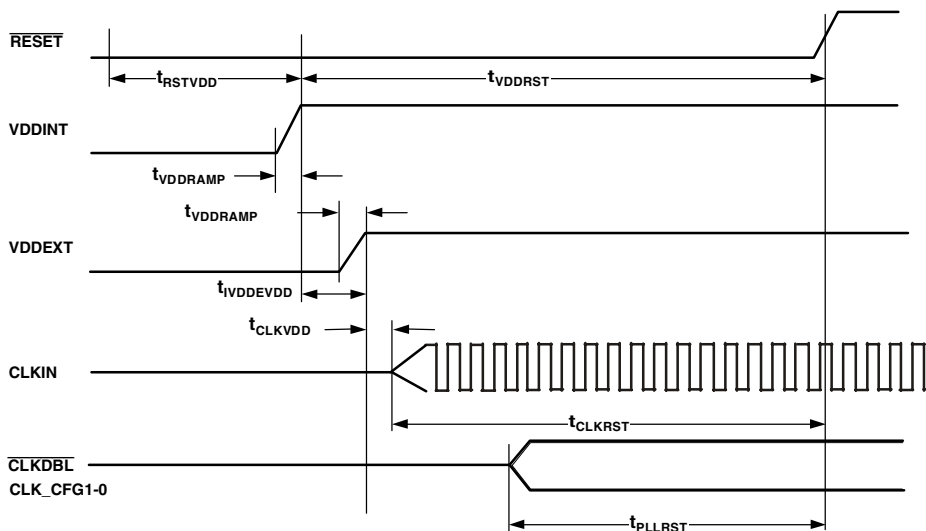 RESET
tRSTVDD
tVDDRST
VDDINT
tVDDRAMP
tVDDRAMP
VDDEXT
tIVDDEVDD
tCLKVDD
CLKIN
tCLKRST
CLKDBL
CLK_CFG1-0
tPLLRST